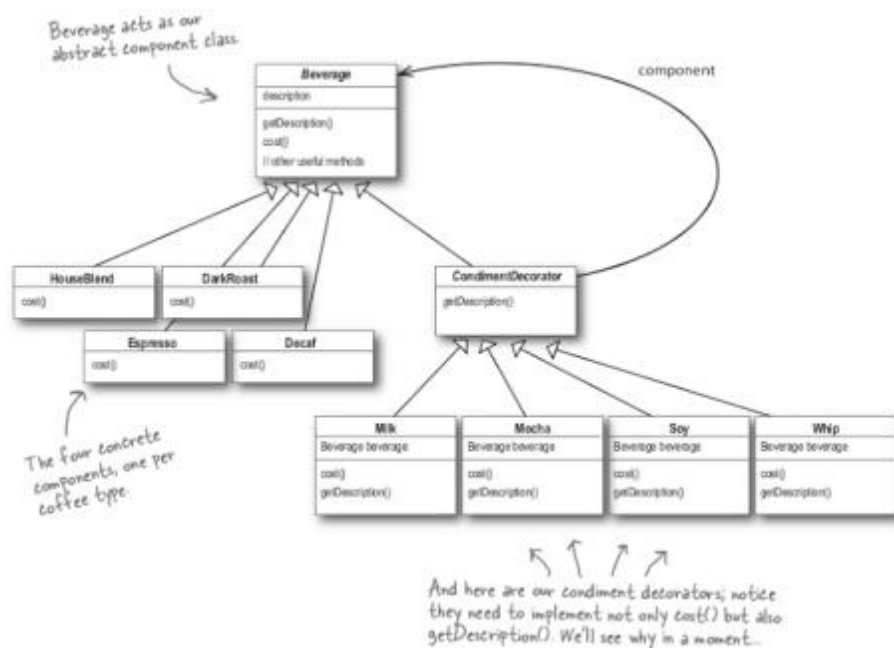 Beverage acts as our
abstract component class.
Beverage
description
getDescription()
cost()
// other useful methods
component
HouseBlend
cost()
DarkRoast
cost()
Espresso
cost()
Decaf
cost()
CondimentDecorator
getDescription()
The four concrete
components, one per
coffee type.
Milk
Beverage beverage
cost()
getDescription()
Mocha
Beverage beverage
cost()
getDescription()
Soy
Beverage beverage
cost()
getDescription()
Whip
Beverage beverage
cost()
getDescription()
And here are our condiment decorators; notice
they need to implement not only cost() but also
getDescription(). We'll see why in a moment...